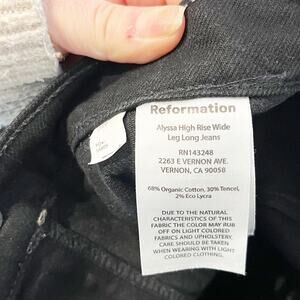 Reformation
Alyssa High Rise Wide
Leg Long Jeans
RN143248
2263 E VERNON AVE.
VERNON, CA 90058
68% Organic Cotton, 30% Tencel,
2% Eco Lycra
DUE TO THE NATURAL
CHARACTERISTICS OF THIS
FABRIC THE COLOR MAY RUB
OFF ON LIGHT COLORED FABRICS
AND UPHOLSTERY,
CARE SHOULD BE TAKEN
WHEN WEARING WITH LIGHT
COLORED CLOTHING.